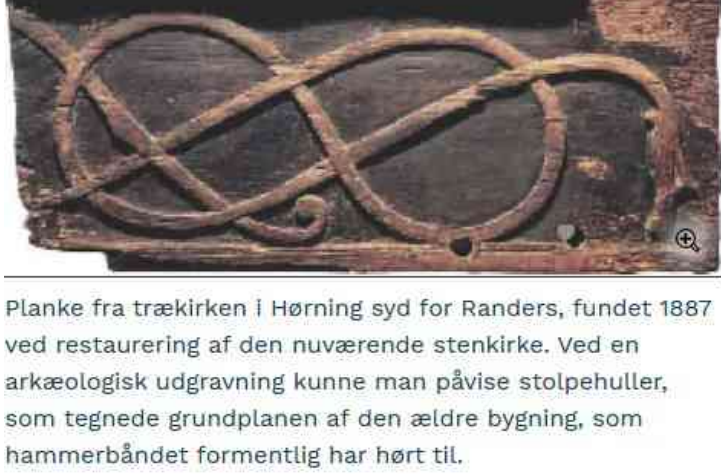 Planke fra trækirken i Hørning syd for Randers, fundet 1887
ved restaurering af den nuværende stenkirke. Ved en
arkæologisk udgravning kunne man påvise stolpehuller,
som tegnede grundplanen af den ældre bygning, som
hammerbåndet formentlig har hørt til.